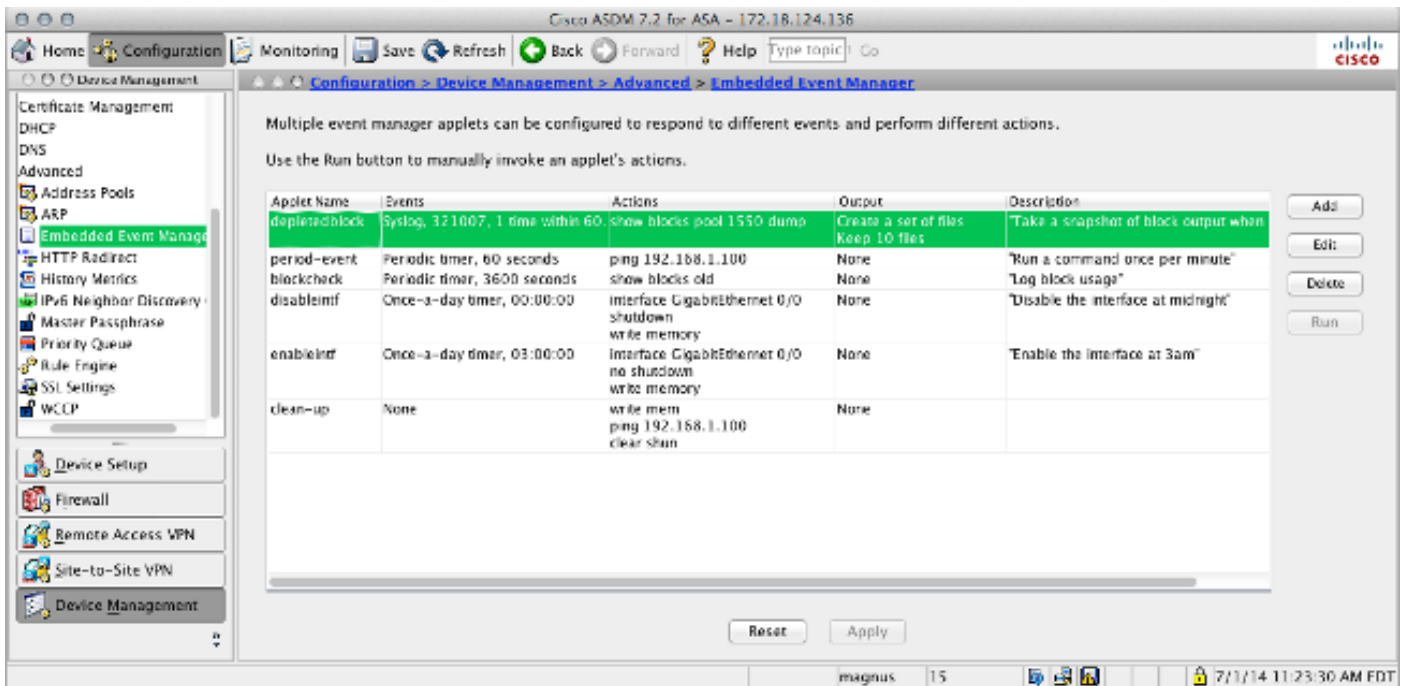 Cisco ASDM 7.2 for ASA - 172.18.124.136
Home Configuration Monitoring Save Refresh Back Forward Help Type topic Go
CISCO
Device Management
Configuration > Device Management > Advanced > Embedded Event Manager
Certificate Management
DHCP
DNS
Advanced
Address Pools
ARP
Embedded Event Manage
HTTP Redirect
History Metrics
IPv6 Neighbor Discovery
Master Passphrase
Priority Queue
Rule Engine
SSL Settings
WCCP
Device Setup
Firewall
Remote Access VPN
Site-to-Site VPN
Device Management
Multiple event manager applets can be configured to respond to different events and perform different actions.
Use the Run button to manually invoke an applet's actions.
Applet Name Events Actions Output Description
depletedblock Syslog, 321007, 1 time within 60. show blocks pool 1550 dump Create a set of files "Take a snapshot of block output when
Keep 10 files
period-event Periodic timer, 60 seconds ping 192.168.1.100 None "Run a command once per minute"
blockcheck Periodic timer, 3600 seconds show blocks old None "Log block usage"
disableintf Once-a-day timer, 00:00:00 interface GigabitEthernet 0/0 None "Disable the interface at midnight"
shutdown
write memory
enableintf Once-a-day timer, 03:00:00 interface GigabitEthernet 0/0 None "Enable the interface at 3am"
no shutdown
write memory
clean-up None write mem None
ping 192.168.1.100
clear shun
Add
Edit
Delete
Run
Reset Apply
magnus 15 7/1/14 11:23:30 AM EDT